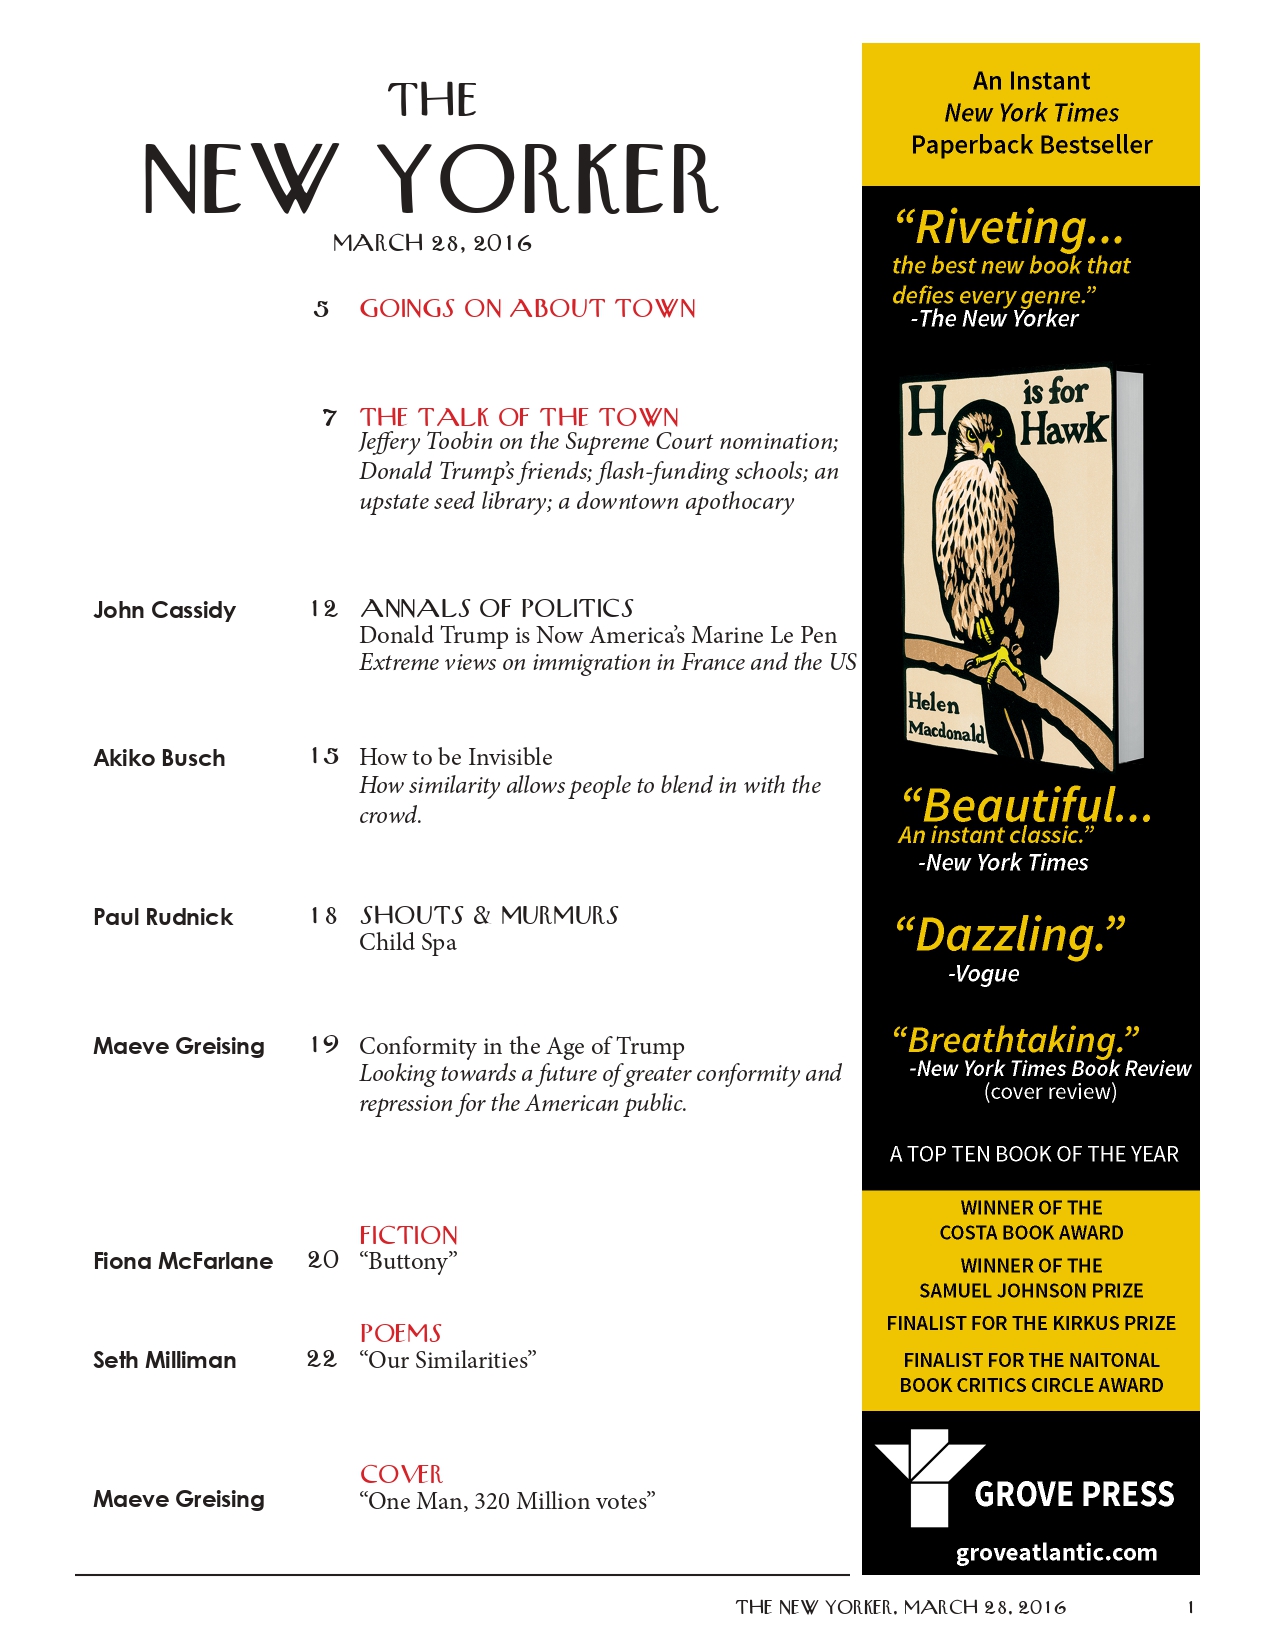 THE
NEW YORKER
MARCH 28, 2016
5 GOINGS ON ABOUT TOWN
7 THE TALK OF THE TOWN
Jeffery Toobin on the Supreme Court nomination;
Donald Trump's friends; flash-funding schools; an
upstate seed library; a downtown apothocary
John Cassidy 12 ANNALS OF POLITICS
Donald Trump is Now America's Marine Le Pen
Extreme views on immigration in France and the US
Akiko Busch 15 How to be Invisible
How similarity allows people to blend in with the
crowd.
Paul Rudnick 18 SHOUTS & MURMURS
Child Spa
Maeve Greising 19 Conformity in the Age of Trump
Looking towards a future of greater conformity and
repression for the American public.
FICTION
Fiona McFarlane 20 “Buttony”
POEMS
Seth Milliman 22 “Our Similarities”
COVER
Maeve Greising “One Man, 320 Million votes”
An Instant
New York Times
Paperback Bestseller
“Riveting...
the best new book that
defies every genre.”
-The New Yorker
H is for
Hawk
Helen
Macdonald
“Beautiful...
An instant classic.”
-New York Times
“Dazzling.”
-Vogue
“Breathtaking.”
-New York Times Book Review
(cover review)
A TOP TEN BOOK OF THE YEAR
WINNER OF THE
COSTA BOOK AWARD
WINNER OF THE
SAMUEL JOHNSON PRIZE
FINALIST FOR THE KIRKUS PRIZE
FINALIST FOR THE NAITONAL
BOOK CRITICS CIRCLE AWARD
GROVE PRESS
groveatlantic.com
THE NEW YORKER, MARCH 28, 2016 1